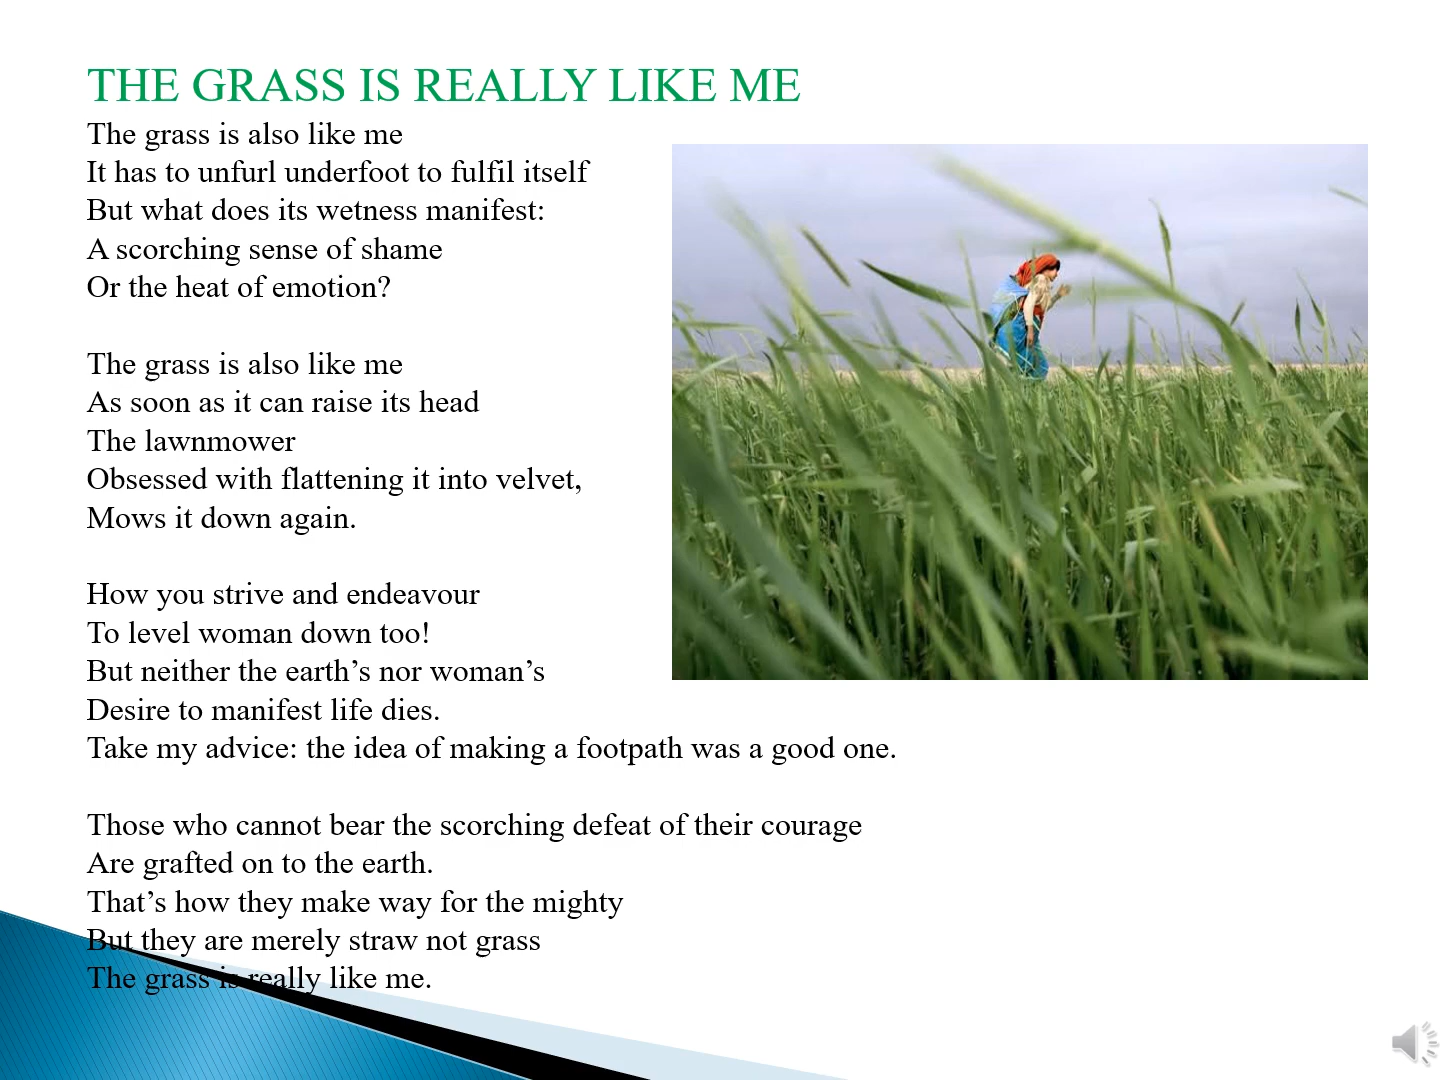 THE GRASS IS REALLY LIKE ME
The grass is also like me
It has to unfurl underfoot to fulfil itself
But what does its wetness manifest:
A scorching sense of shame
Or the heat of emotion?
The grass is also like me
As soon as it can raise its head
The lawnmower
Obsessed with flattening it into velvet,
Mows it down again.
How you strive and endeavour
To level woman down too!
But neither the earth’s nor woman’s
Desire to manifest life dies.
Take my advice: the idea of making a footpath was a good one.
Those who cannot bear the scorching defeat of their courage
Are grafted on to the earth.
That’s how they make way for the mighty
But they are merely straw not grass
The grass is really like me.